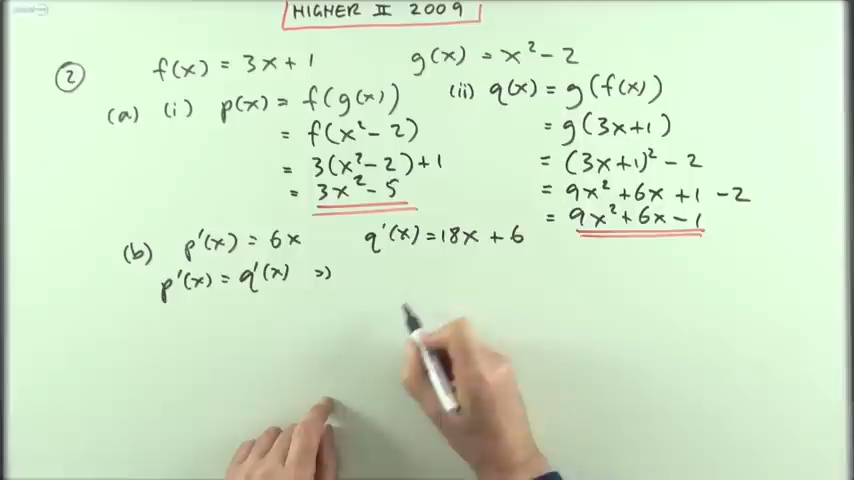 HIGHER II 2009
② f(x) = 3x+1 g(x) = x² - 2
(a) (i) p(x) = f(g(x))
= f(x² - 2)
= 3(x² - 2) + 1
= 3x² - 5
(ii) q(x) = g(f(x))
= g(3x+1)
= (3x+1)² - 2
= 9x² + 6x + 1 - 2
= 9x² + 6x - 1
(b) p'(x) = 6x q'(x) = 18x + 6
p'(x) = q'(x) ⇒